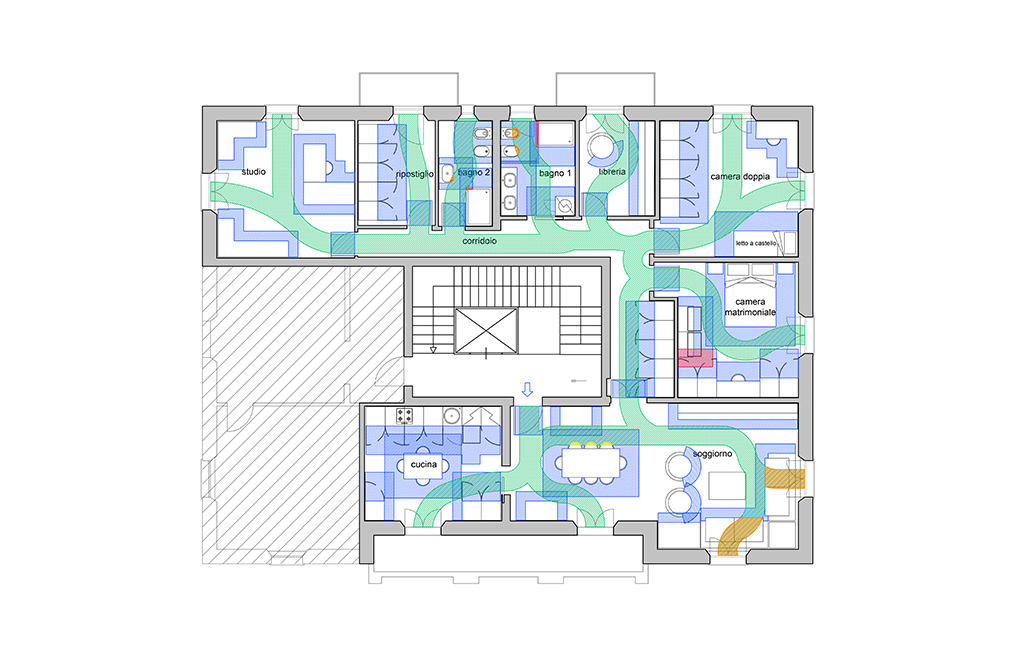 studio
ripostiglio
bagno 2
bagno 1
libreria
camera doppia
corridoio
letto a castello
camera
matrimoniale
cucina
soggiorno